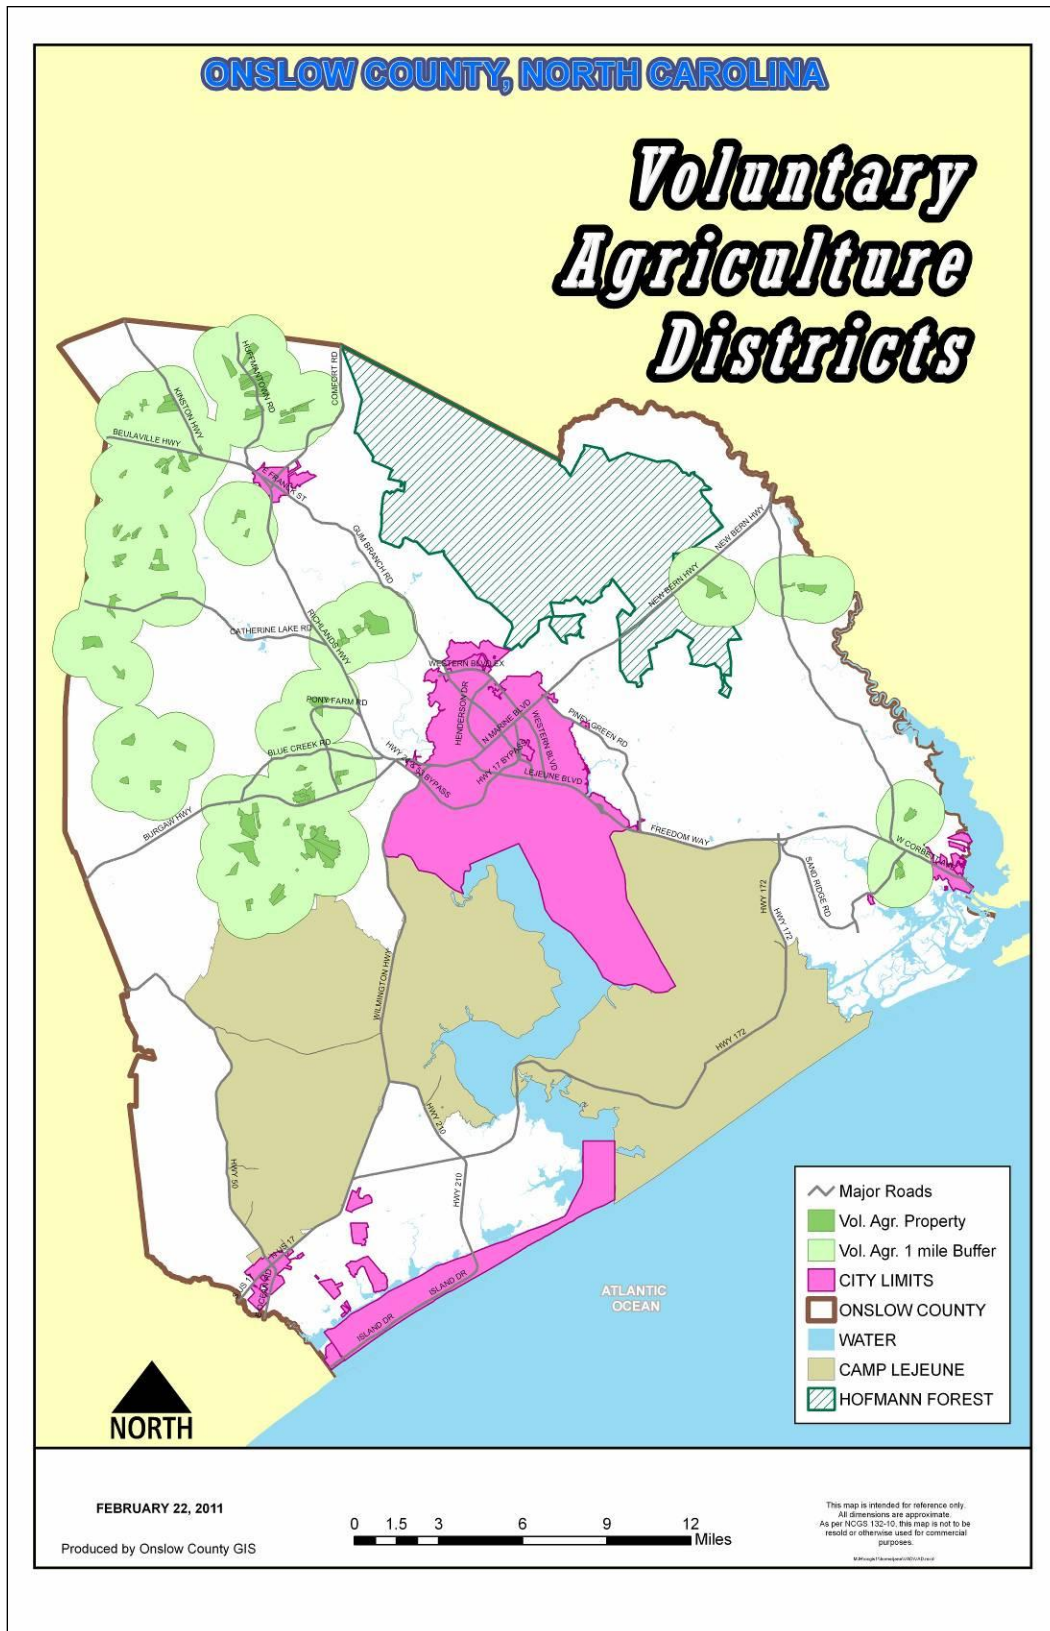 ONSLOW COUNTY, NORTH CAROLINA
Voluntary
Agriculture
Districts
HUFFMANTOWN RD
COMFORT RD
KINSTON HWY
BEULAVILLE HWY
E FRANCK ST
GUM BRANCH RD
NEW BERN HWY
NEW BERN HWY
CATHERINE LAKE RD
RICHLANDS HWY
WESTERN BLVD EX
HENDERSON DR
PONY FARM RD
N MARINE BLVD
WESTERN BLVD
PINEY GREEN RD
BLUE CREEK RD
HWY 17 BYPASS
LEJEUNE BLVD
BURGAW HWY
FREEDOM WAY
SAND RIDGE RD
HWY 172
HWY 172
WILMINGTON HWY
HWY 172
HWY 210
HWY 50
HWY 210
N US 17
ISLAND DR
ISLAND DR
ATLANTIC
OCEAN
Major Roads
Vol. Agr. Property
Vol. Agr. 1 mile Buffer
CITY LIMITS
ONSLOW COUNTY
WATER
CAMP LEJEUNE
HOFMANN FOREST
NORTH
FEBRUARY 22, 2011
Produced by Onslow County GIS
0 1.5 3 6 9 12
Miles
This map is intended for reference only.
All dimensions are approximate.
As per NCGS 132-10, this map is not to be
resold or otherwise used for commercial
purposes.